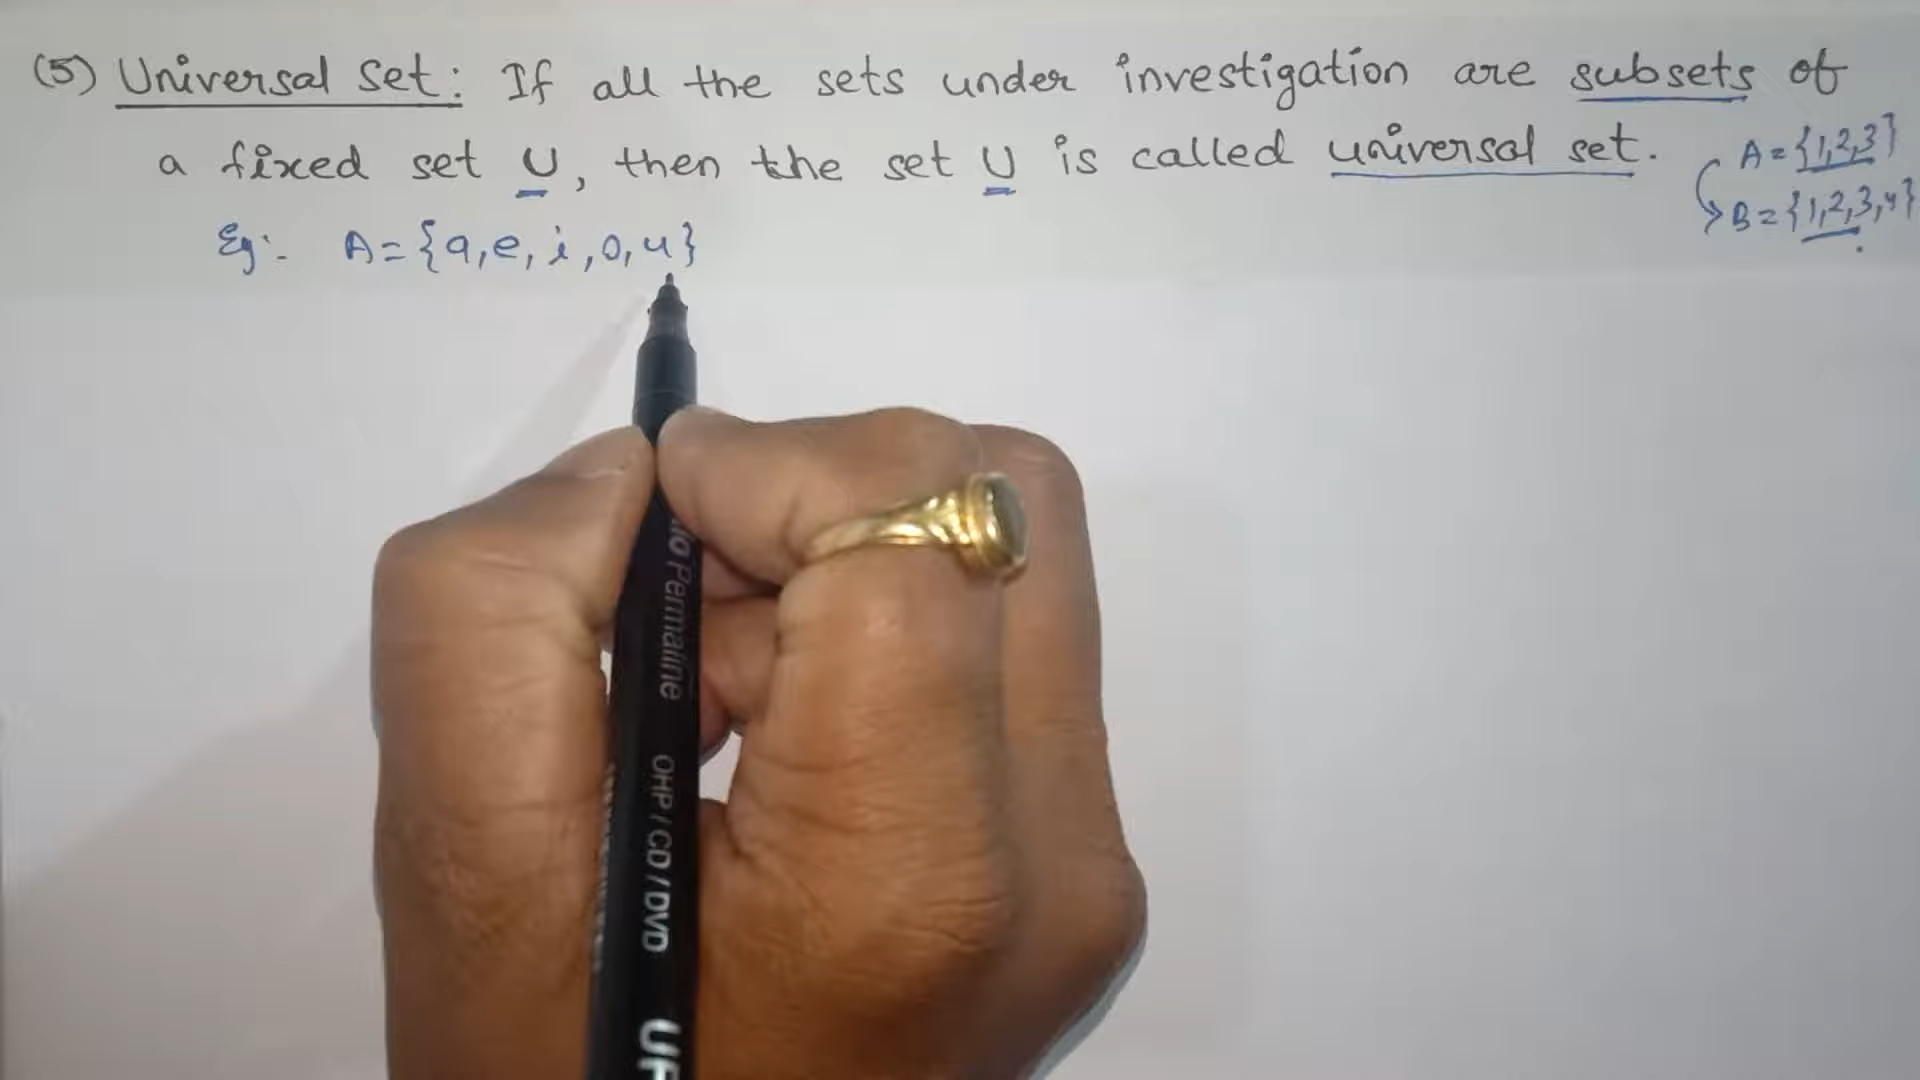 (5) Universal Set: If all the sets under investigation are subsets of
a fixed set U, then the set U is called universal set.
A = {1,2,3}
B = {1,2,3,4}
Eg:- A = {a, e, i, o, u}
Permaline OHP / CD / DVD